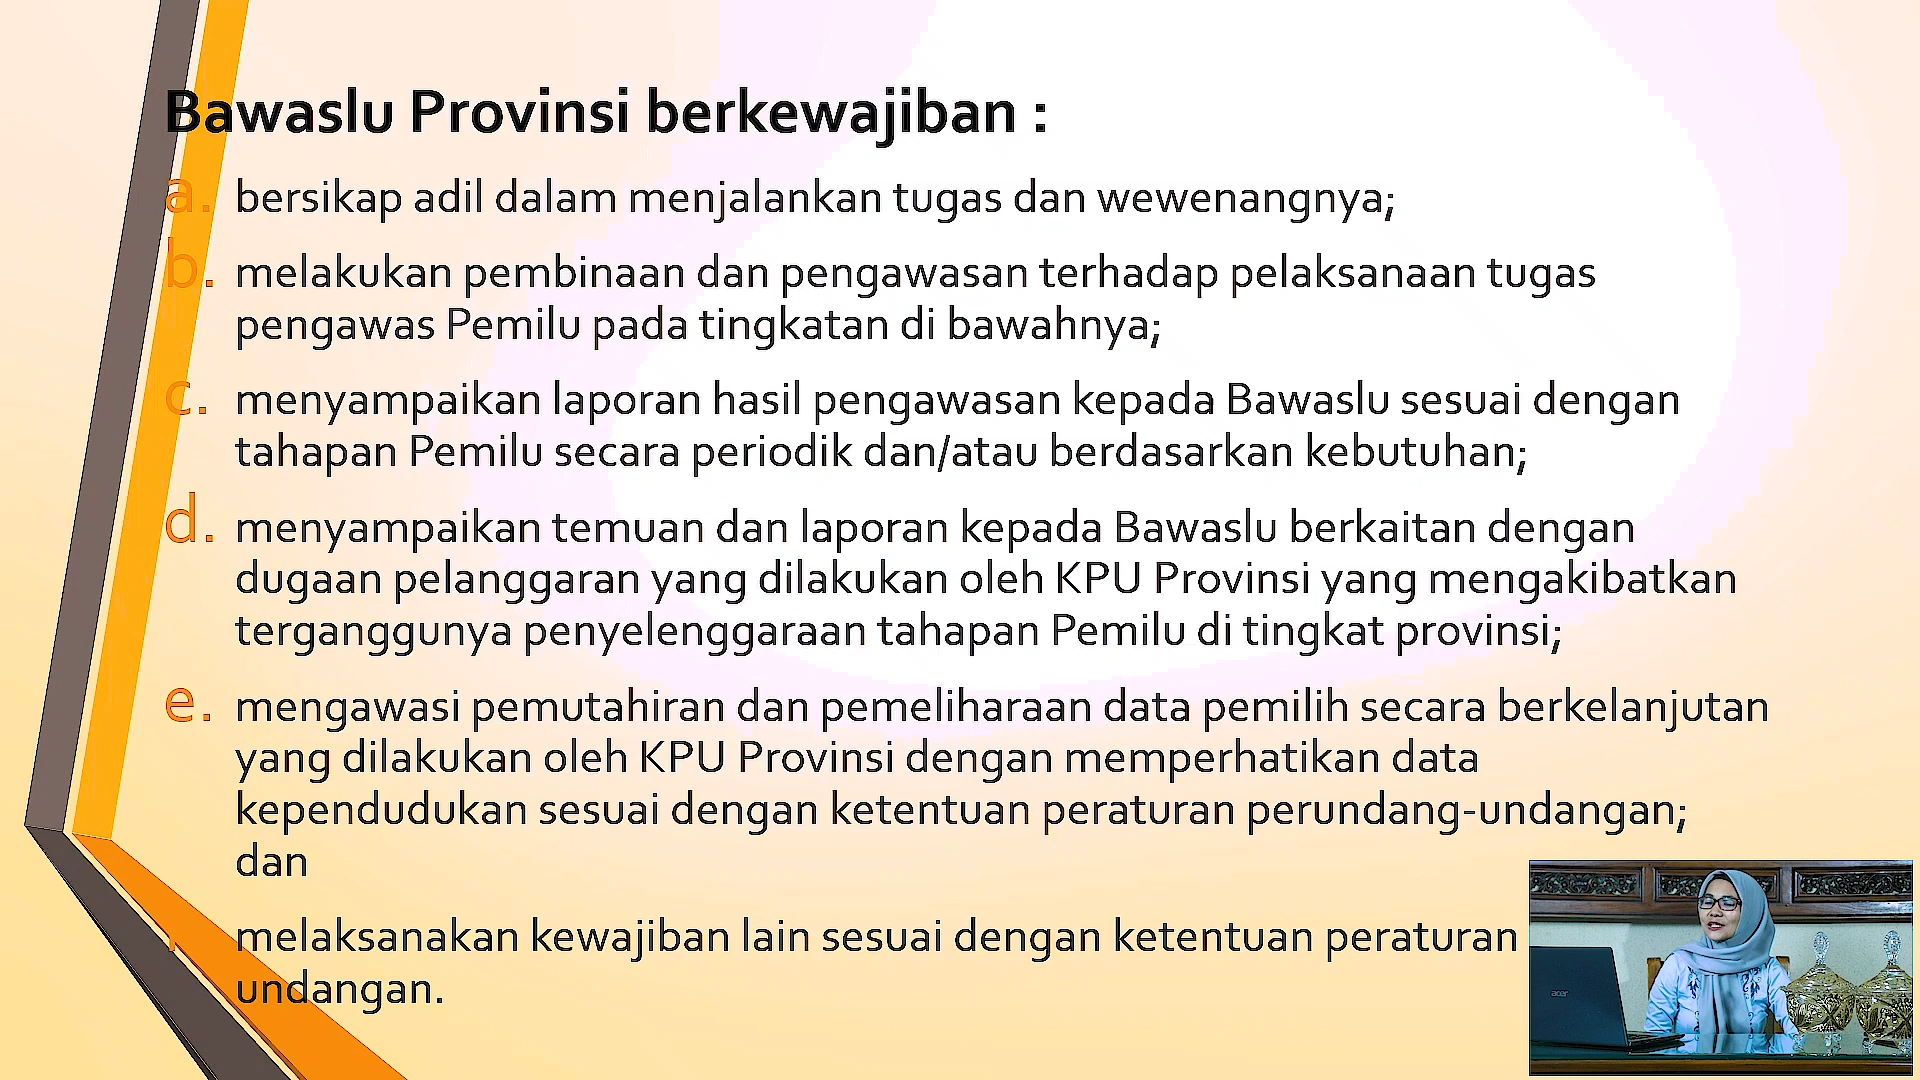 Bawaslu Provinsi berkewajiban :
a. bersikap adil dalam menjalankan tugas dan wewenangnya;
b. melakukan pembinaan dan pengawasan terhadap pelaksanaan tugas
pengawas Pemilu pada tingkatan di bawahnya;
c. menyampaikan laporan hasil pengawasan kepada Bawaslu sesuai dengan
tahapan Pemilu secara periodik dan/atau berdasarkan kebutuhan;
d. menyampaikan temuan dan laporan kepada Bawaslu berkaitan dengan
dugaan pelanggaran yang dilakukan oleh KPU Provinsi yang mengakibatkan
terganggunya penyelenggaraan tahapan Pemilu di tingkat provinsi;
e. mengawasi pemutahiran dan pemeliharaan data pemilih secara berkelanjutan
yang dilakukan oleh KPU Provinsi dengan memperhatikan data
kependudukan sesuai dengan ketentuan peraturan perundang-undangan;
dan
melaksanakan kewajiban lain sesuai dengan ketentuan peraturan
undangan.
acer